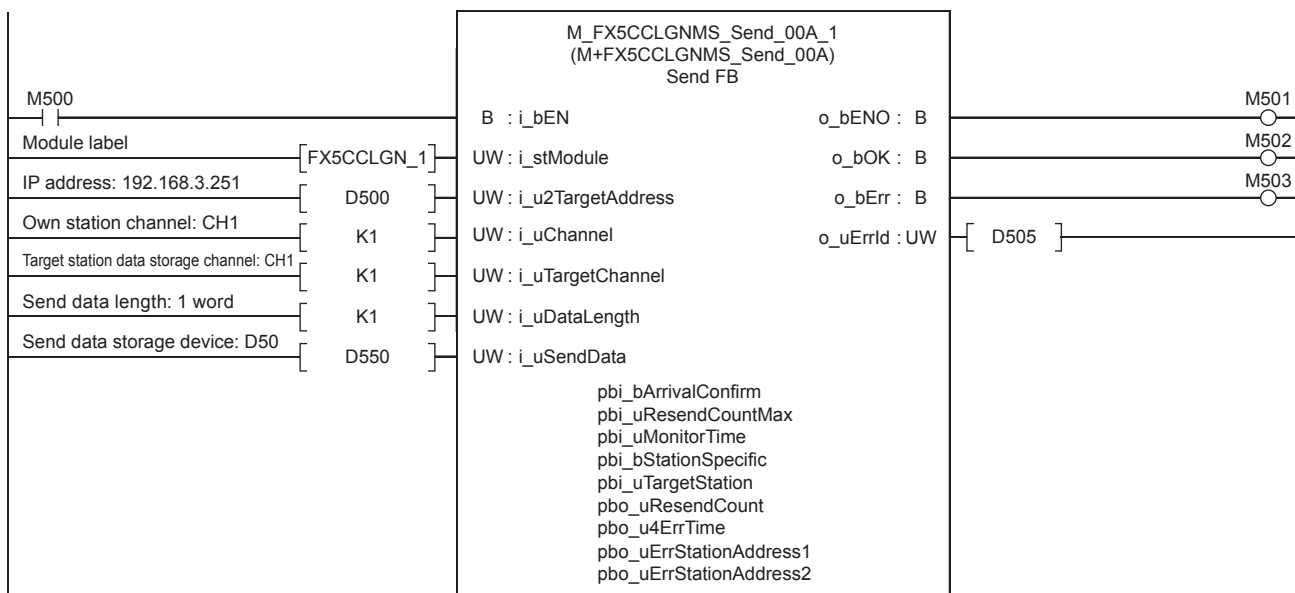 M_FX5CCLGNMS_Send_00A_1
(M+FX5CCLGNMS_Send_00A)
Send FB
M500
B : i_bEN
o_bENO : B
M501
Module label
FX5CCLGN_1
UW : i_stModule
o_bOK : B
M502
IP address: 192.168.3.251
D500
UW : i_u2TargetAddress
o_bErr : B
M503
Own station channel: CH1
K1
UW : i_uChannel
o_uErrId : UW
D505
Target station data storage channel: CH1
K1
UW : i_uTargetChannel
Send data length: 1 word
K1
UW : i_uDataLength
Send data storage device: D50
D550
UW : i_uSendData
pbi_bArrivalConfirm
pbi_uResendCountMax
pbi_uMonitorTime
pbi_bStationSpecific
pbi_uTargetStation
pbo_uResendCount
pbo_u4ErrTime
pbo_uErrStationAddress1
pbo_uErrStationAddress2